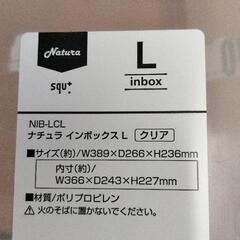 Natura
squ+
L
inbox
NIB-LCL
ナチュラ インボックス L クリア
■サイズ(約)/W389×D266×H236mm
内寸(約)/
W366×D243×H227mm
■材質/ポリプロピレン
⚠火のそばに置かないでください。